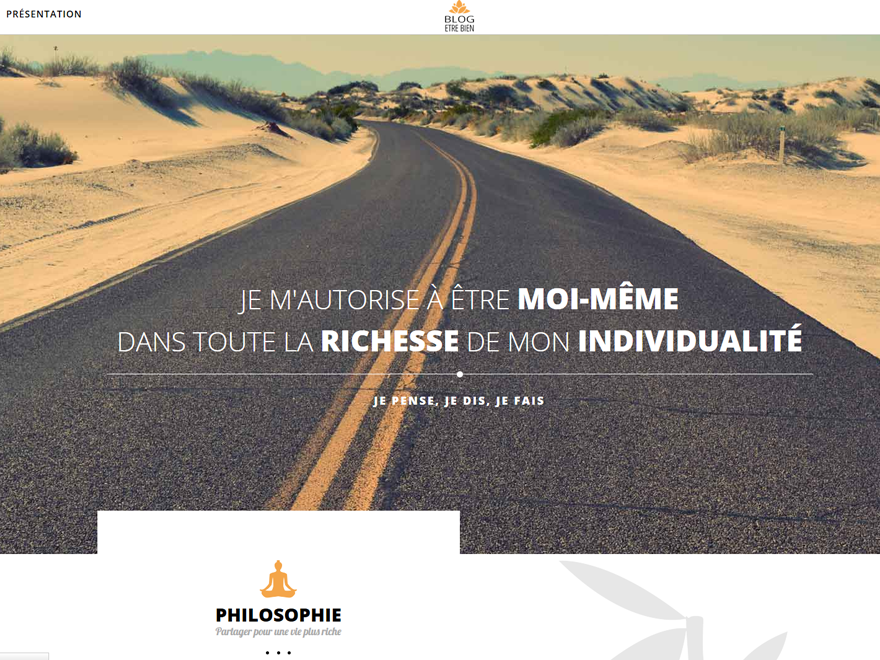 PRÉSENTATION
BLOG
ETRE BIEN
JE M'AUTORISE À ÊTRE MOI-MÊME
DANS TOUTE LA RICHESSE DE MON INDIVIDUALITÉ
JE PENSE, JE DIS, JE FAIS
PHILOSOPHIE
Partager pour une vie plus riche